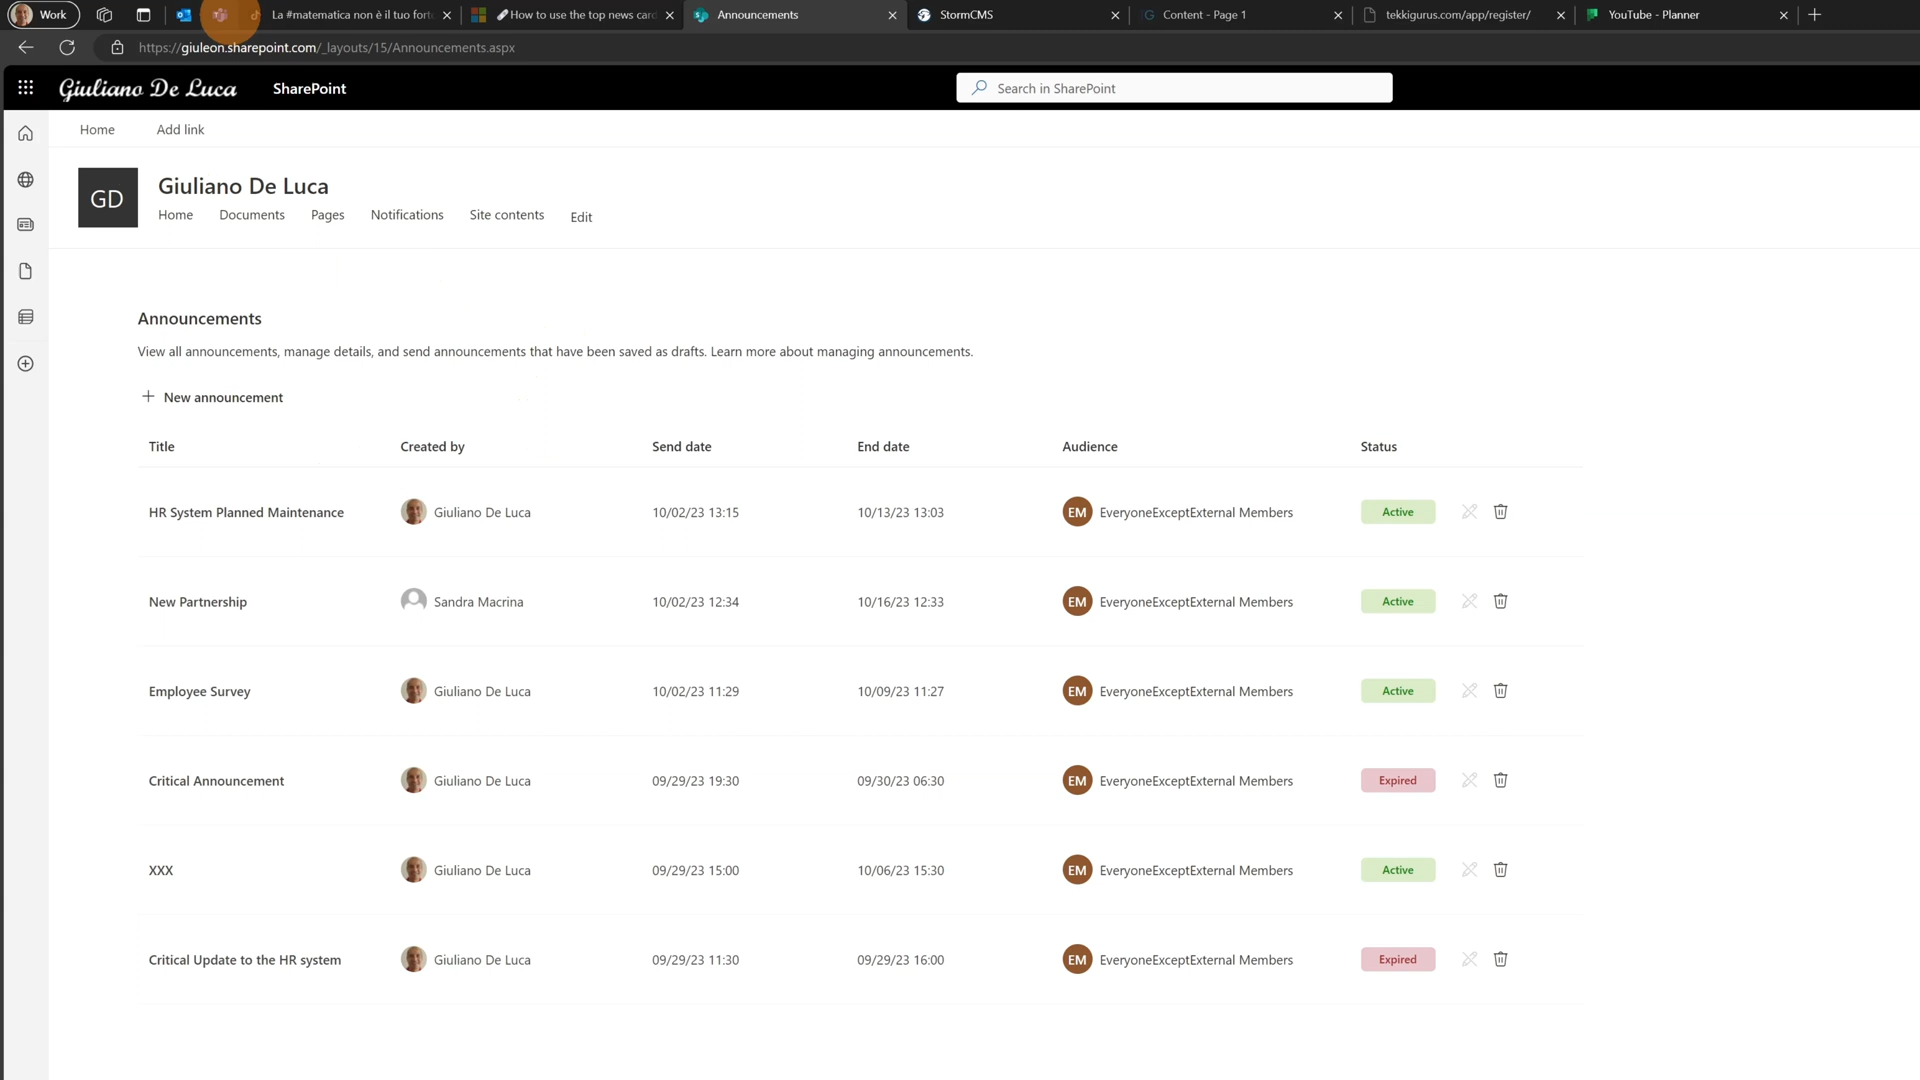 Work
La #matematica non è il tuo fort
How to use the top news card
Announcements
StormCMS
Content - Page 1
tekkigurus.com/app/register/
YouTube - Planner
https://giuleon.sharepoint.com/_layouts/15/Announcements.aspx
Giuliano De Luca
SharePoint
Search in SharePoint
Home
Add link
GD
Giuliano De Luca
Home Documents Pages Notifications Site contents Edit
Announcements
View all announcements, manage details, and send announcements that have been saved as drafts. Learn more about managing announcements.
New announcement
Title Created by Send date End date Audience Status
HR System Planned Maintenance Giuliano De Luca 10/02/23 13:15 10/13/23 13:03 EM EveryoneExceptExternal Members Active
New Partnership Sandra Macrina 10/02/23 12:34 10/16/23 12:33 EM EveryoneExceptExternal Members Active
Employee Survey Giuliano De Luca 10/02/23 11:29 10/09/23 11:27 EM EveryoneExceptExternal Members Active
Critical Announcement Giuliano De Luca 09/29/23 19:30 09/30/23 06:30 EM EveryoneExceptExternal Members Expired
XXX Giuliano De Luca 09/29/23 15:00 10/06/23 15:30 EM EveryoneExceptExternal Members Active
Critical Update to the HR system Giuliano De Luca 09/29/23 11:30 09/29/23 16:00 EM EveryoneExceptExternal Members Expired